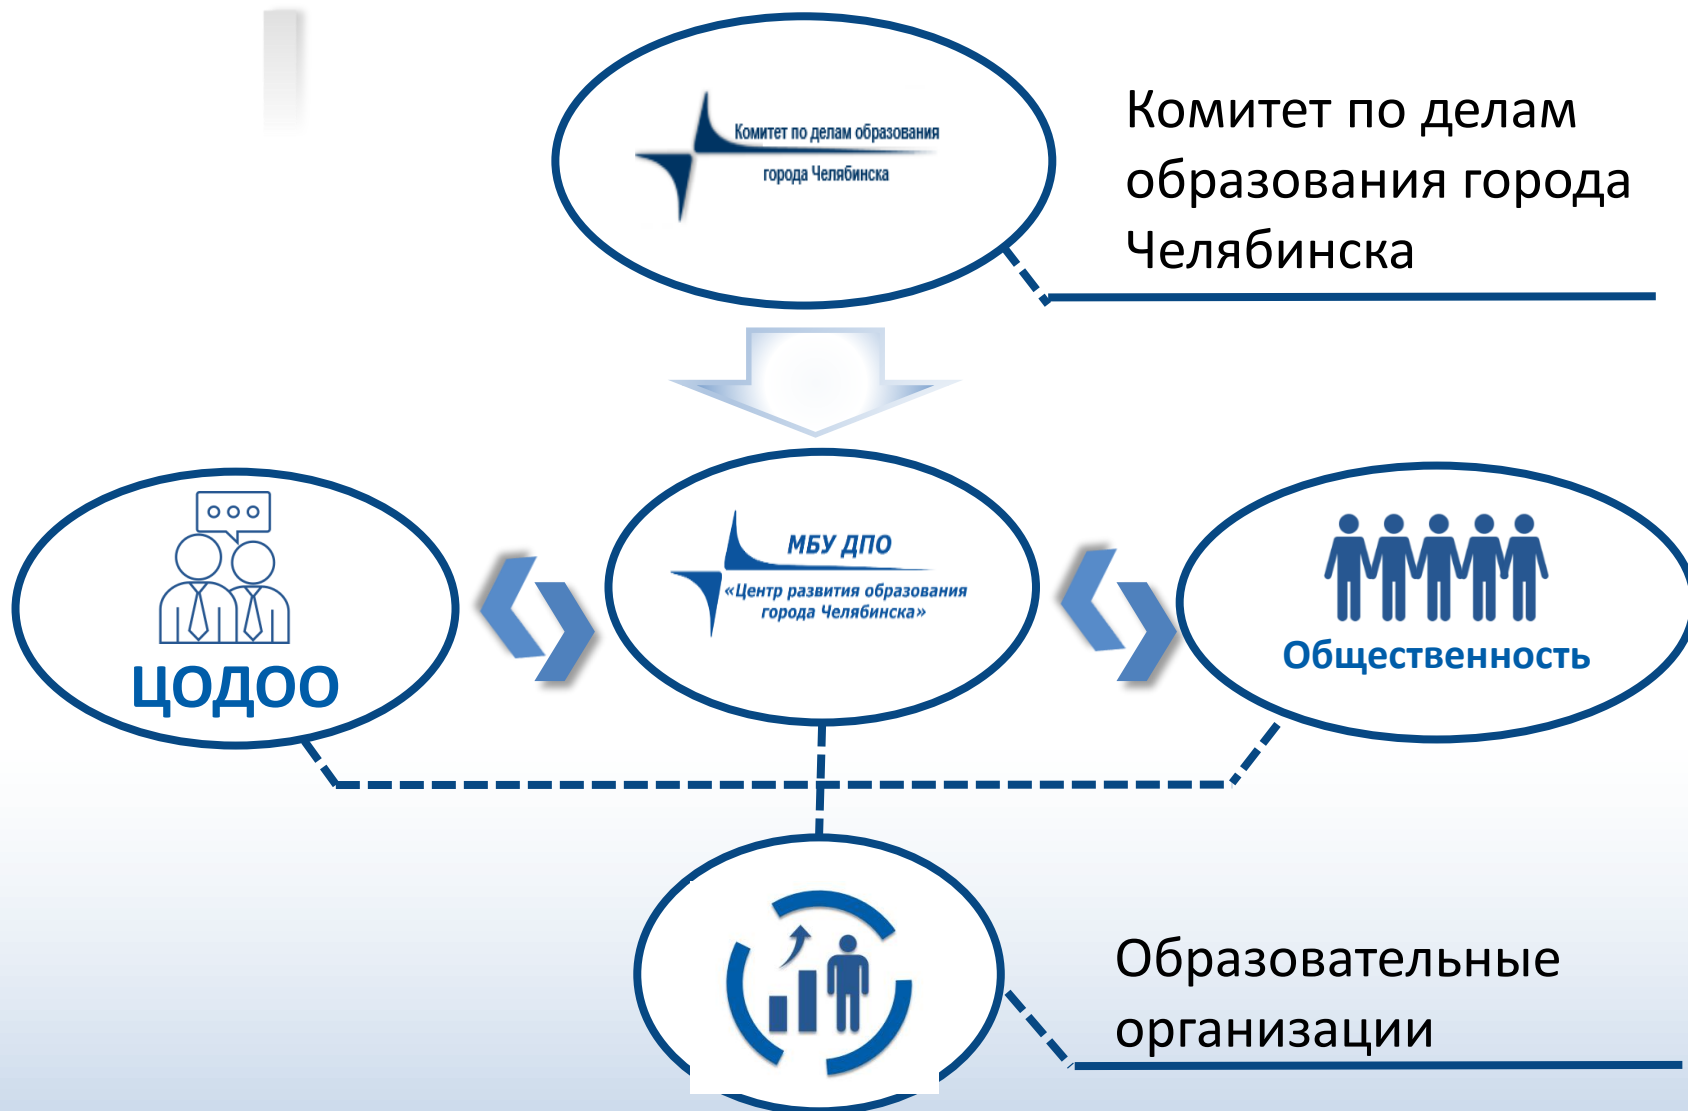 Комитет по делам образования
города Челябинска
Комитет по делам
образования города
Челябинска
ЦОДОО
МБУ ДПО
«Центр развития образования
города Челябинска»
Общественность
Образовательные
организации